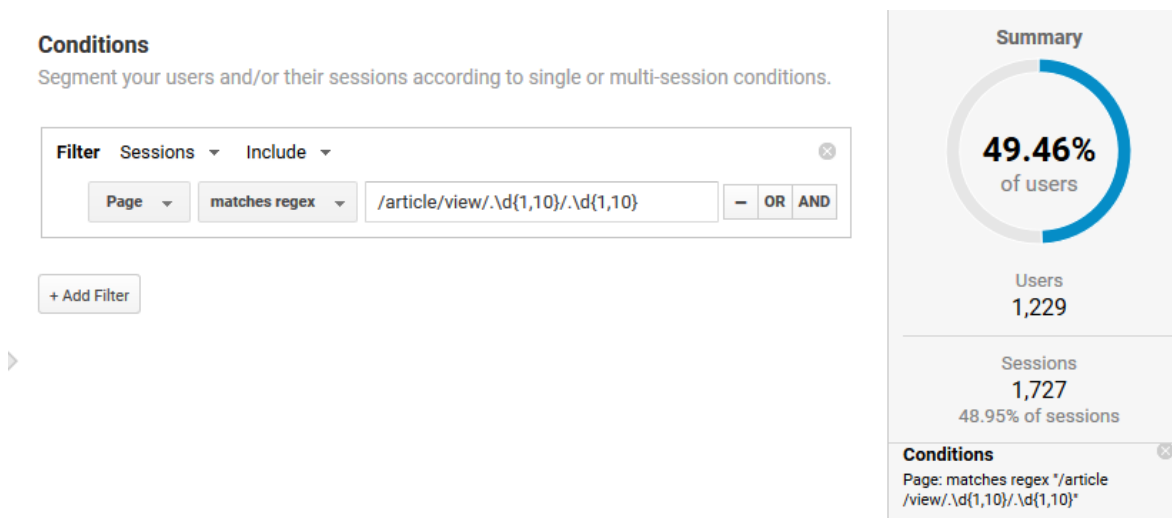 Conditions
Segment your users and/or their sessions according to single or multi-session conditions.
Filter Sessions Include
Page matches regex /article/view/.\d{1,10}/.\d{1,10} – OR AND
+ Add Filter
Summary
49.46%
of users
Users
1,229
Sessions
1,727
48.95% of sessions
Conditions
Page: matches regex "/article
/view/.\d{1,10}/.\d{1,10}"